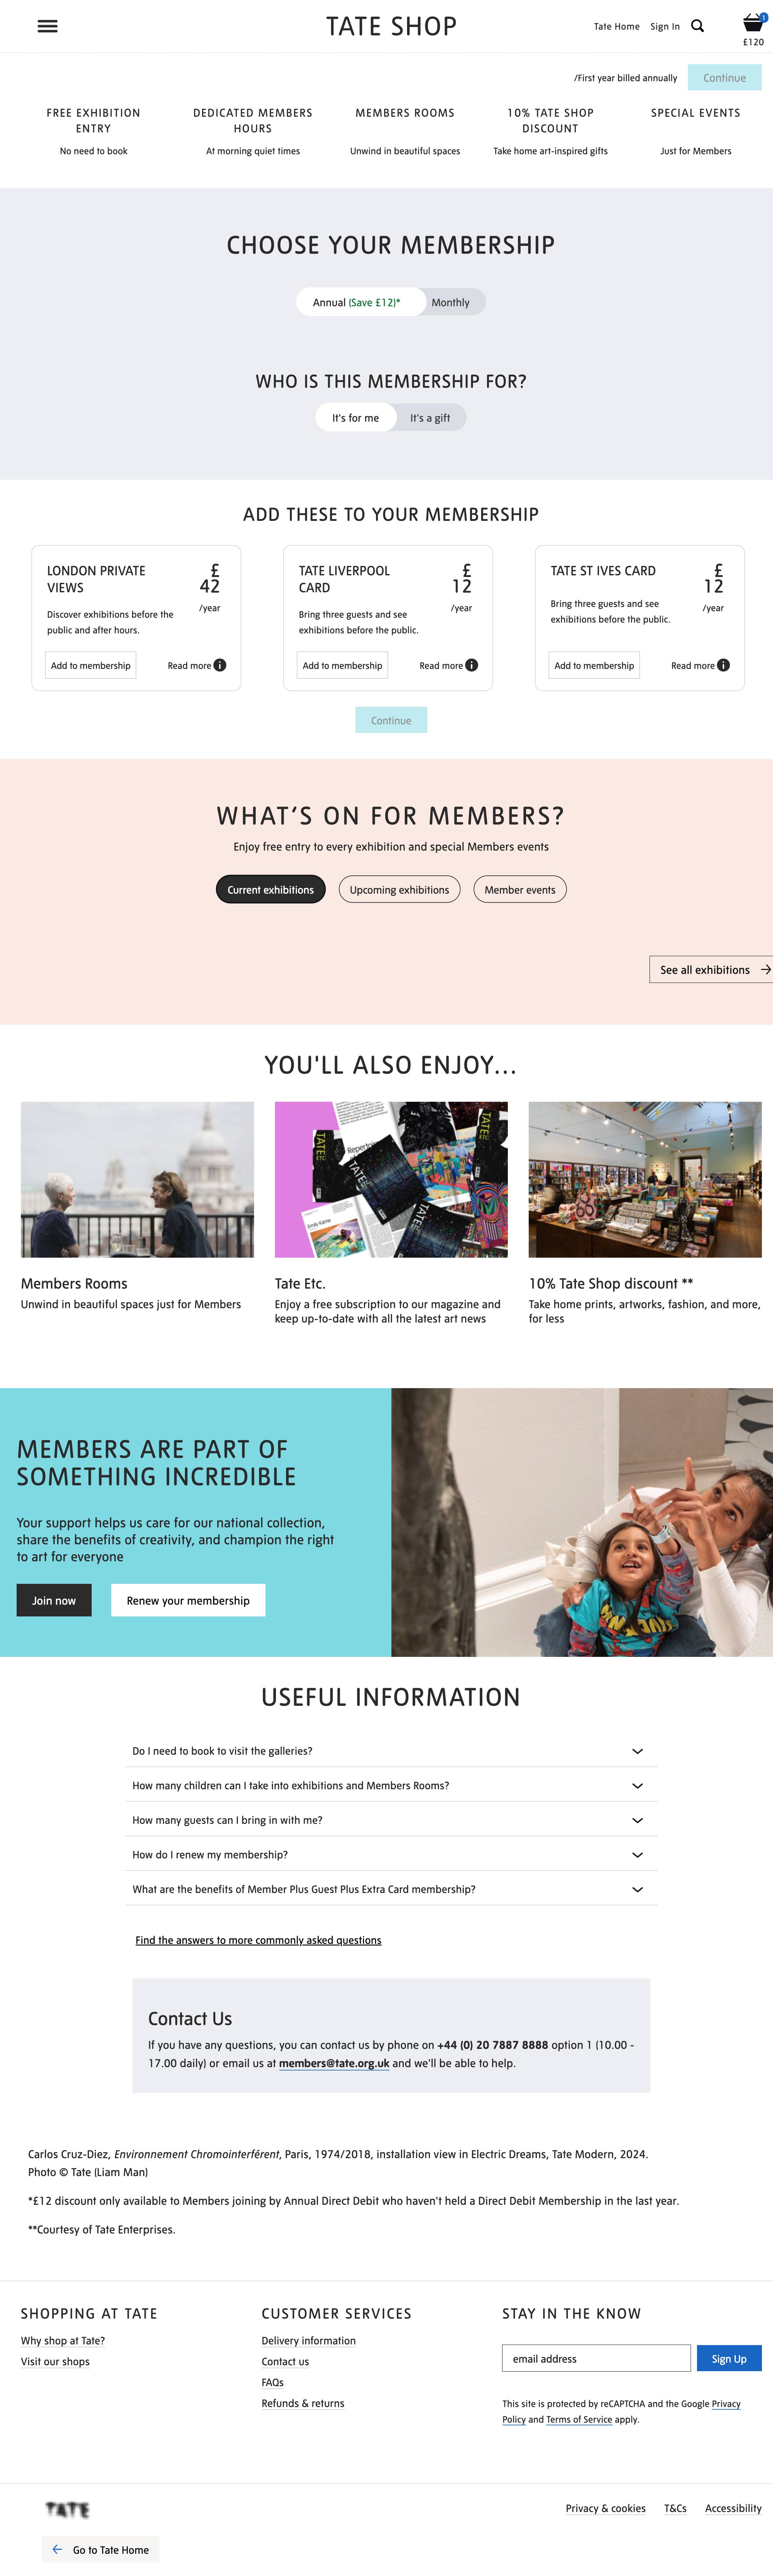 TATE SHOP
Tate Home
Sign In
1
£120
/First year billed annually
Continue
FREE EXHIBITION
ENTRY
No need to book
DEDICATED MEMBERS
HOURS
At morning quiet times
MEMBERS ROOMS
Unwind in beautiful spaces
10% TATE SHOP
DISCOUNT
Take home art-inspired gifts
SPECIAL EVENTS
Just for Members
CHOOSE YOUR MEMBERSHIP
Annual (Save £12)*
Monthly
WHO IS THIS MEMBERSHIP FOR?
It's for me
It's a gift
ADD THESE TO YOUR MEMBERSHIP
LONDON PRIVATE
VIEWS
£
42
/year
Discover exhibitions before the
public and after hours.
Add to membership
Read more
TATE LIVERPOOL
CARD
£
12
/year
Bring three guests and see
exhibitions before the public.
Add to membership
Read more
TATE ST IVES CARD
£
12
/year
Bring three guests and see
exhibitions before the public.
Add to membership
Read more
Continue
WHAT'S ON FOR MEMBERS?
Enjoy free entry to every exhibition and special Members events
Current exhibitions
Upcoming exhibitions
Member events
See all exhibitions
YOU'LL ALSO ENJOY...
TATE ETC
TATE
TATE
Emily Kame
Members Rooms
Unwind in beautiful spaces just for Members
Tate Etc.
Enjoy a free subscription to our magazine and
keep up-to-date with all the latest art news
10% Tate Shop discount **
Take home prints, artworks, fashion, and more,
for less
MEMBERS ARE PART OF
SOMETHING INCREDIBLE
Your support helps us care for our national collection,
share the benefits of creativity, and champion the right
to art for everyone
Join now
Renew your membership
USEFUL INFORMATION
Do I need to book to visit the galleries?
How many children can I take into exhibitions and Members Rooms?
How many guests can I bring in with me?
How do I renew my membership?
What are the benefits of Member Plus Guest Plus Extra Card membership?
Find the answers to more commonly asked questions
Contact Us
If you have any questions, you can contact us by phone on +44 (0) 20 7887 8888 option 1 (10.00 -
17.00 daily) or email us at members@tate.org.uk and we'll be able to help.
Carlos Cruz-Diez, Environnement Chromointerférent, Paris, 1974/2018, installation view in Electric Dreams, Tate Modern, 2024.
Photo © Tate (Liam Man)
*£12 discount only available to Members joining by Annual Direct Debit who haven't held a Direct Debit Membership in the last year.
**Courtesy of Tate Enterprises.
SHOPPING AT TATE
Why shop at Tate?
Visit our shops
CUSTOMER SERVICES
Delivery information
Contact us
FAQs
Refunds & returns
STAY IN THE KNOW
email address
Sign Up
This site is protected by reCAPTCHA and the Google Privacy
Policy and Terms of Service apply.
TATE
Privacy & cookies
T&Cs
Accessibility
Go to Tate Home